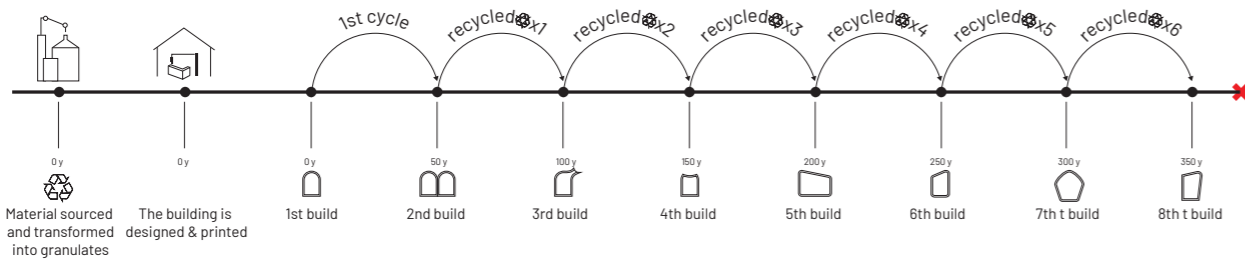 1st cycle
recycled x1
recycled x2
recycled x3
recycled x4
recycled x5
recycled x6
0 y
0 y
0 y
50 y
100 y
150 y
200 y
250 y
300 y
350 y
Material sourced
and transformed
into granulates
The building is
designed & printed
1st build
2nd build
3rd build
4th build
5th build
6th build
7th t build
8th t build